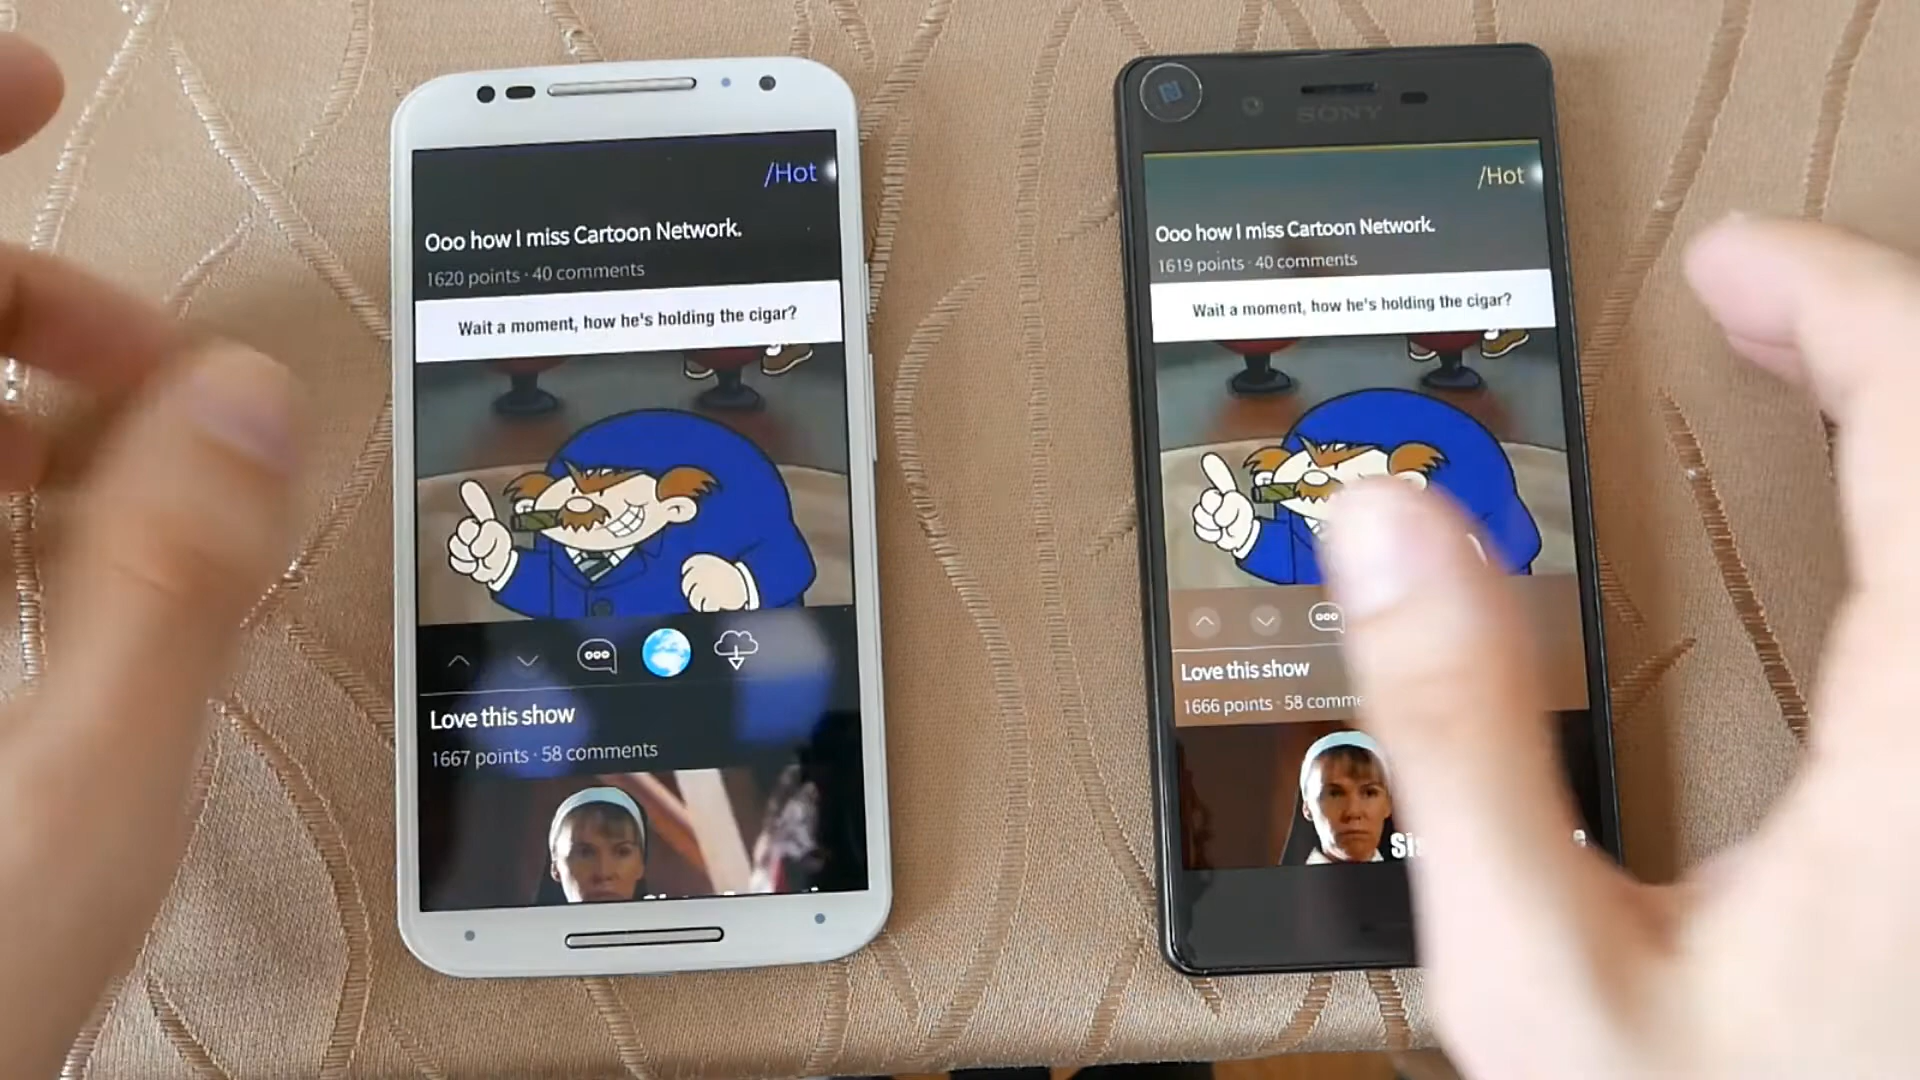 /Hot
Ooo how I miss Cartoon Network.
1620 points · 40 comments
Wait a moment, how he's holding the cigar?
Love this show
1667 points · 58 comments
SONY
/Hot
Ooo how I miss Cartoon Network.
1619 points · 40 comments
Wait a moment, how he's holding the cigar?
Love this show
1666 points · 58 comme
Sis